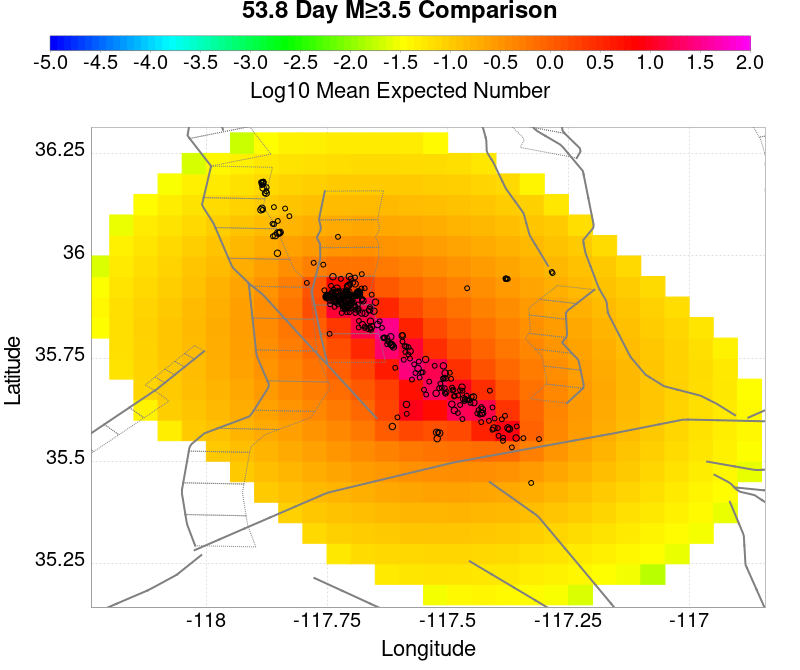 53.8 Day M≥3.5 Comparison
-5.0 -4.5 -4.0 -3.5 -3.0 -2.5 -2.0 -1.5 -1.0 -0.5 0.0 0.5 1.0 1.5 2.0
Log10 Mean Expected Number
36.25
36
35.75
35.5
35.25
Latitude
-118 -117.75 -117.5 -117.25 -117
Longitude